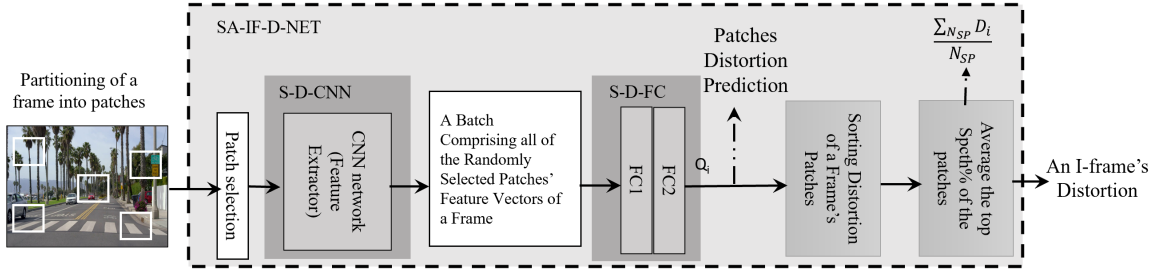 SA-IF-D-NET
Partitioning of a
frame into patches
Patch selection
S-D-CNN
CNN network
(Feature
Extractor)
A Batch
Comprising all of
the Randomly
Selected Patches’
Feature Vectors of
a Frame
S-D-FC
FC1
FC2
Qi
Patches
Distortion
Prediction
Sorting Distortion
of a Frame's
Patches
∑NSP Di
NSP
Average the top
Spcth% of the
patches
An I-frame’s
Distortion